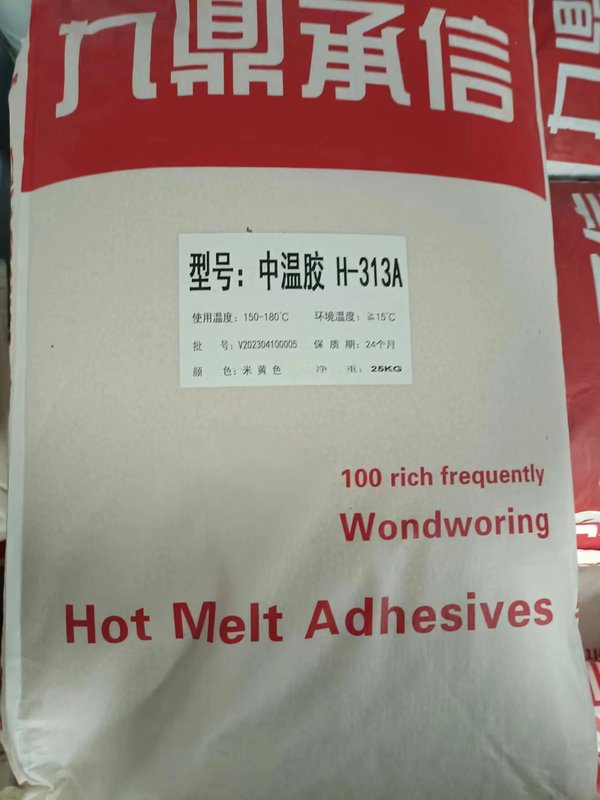 九鼎承信
型号：中温胶 H-313A
使用温度：150-180℃ 环境温度：≧15℃
批 号：V202304100005 保 质 期：24个月
颜 色：米 黄 色 净 重：25KG
100 rich frequently
Wondworing
Hot Melt Adhesives